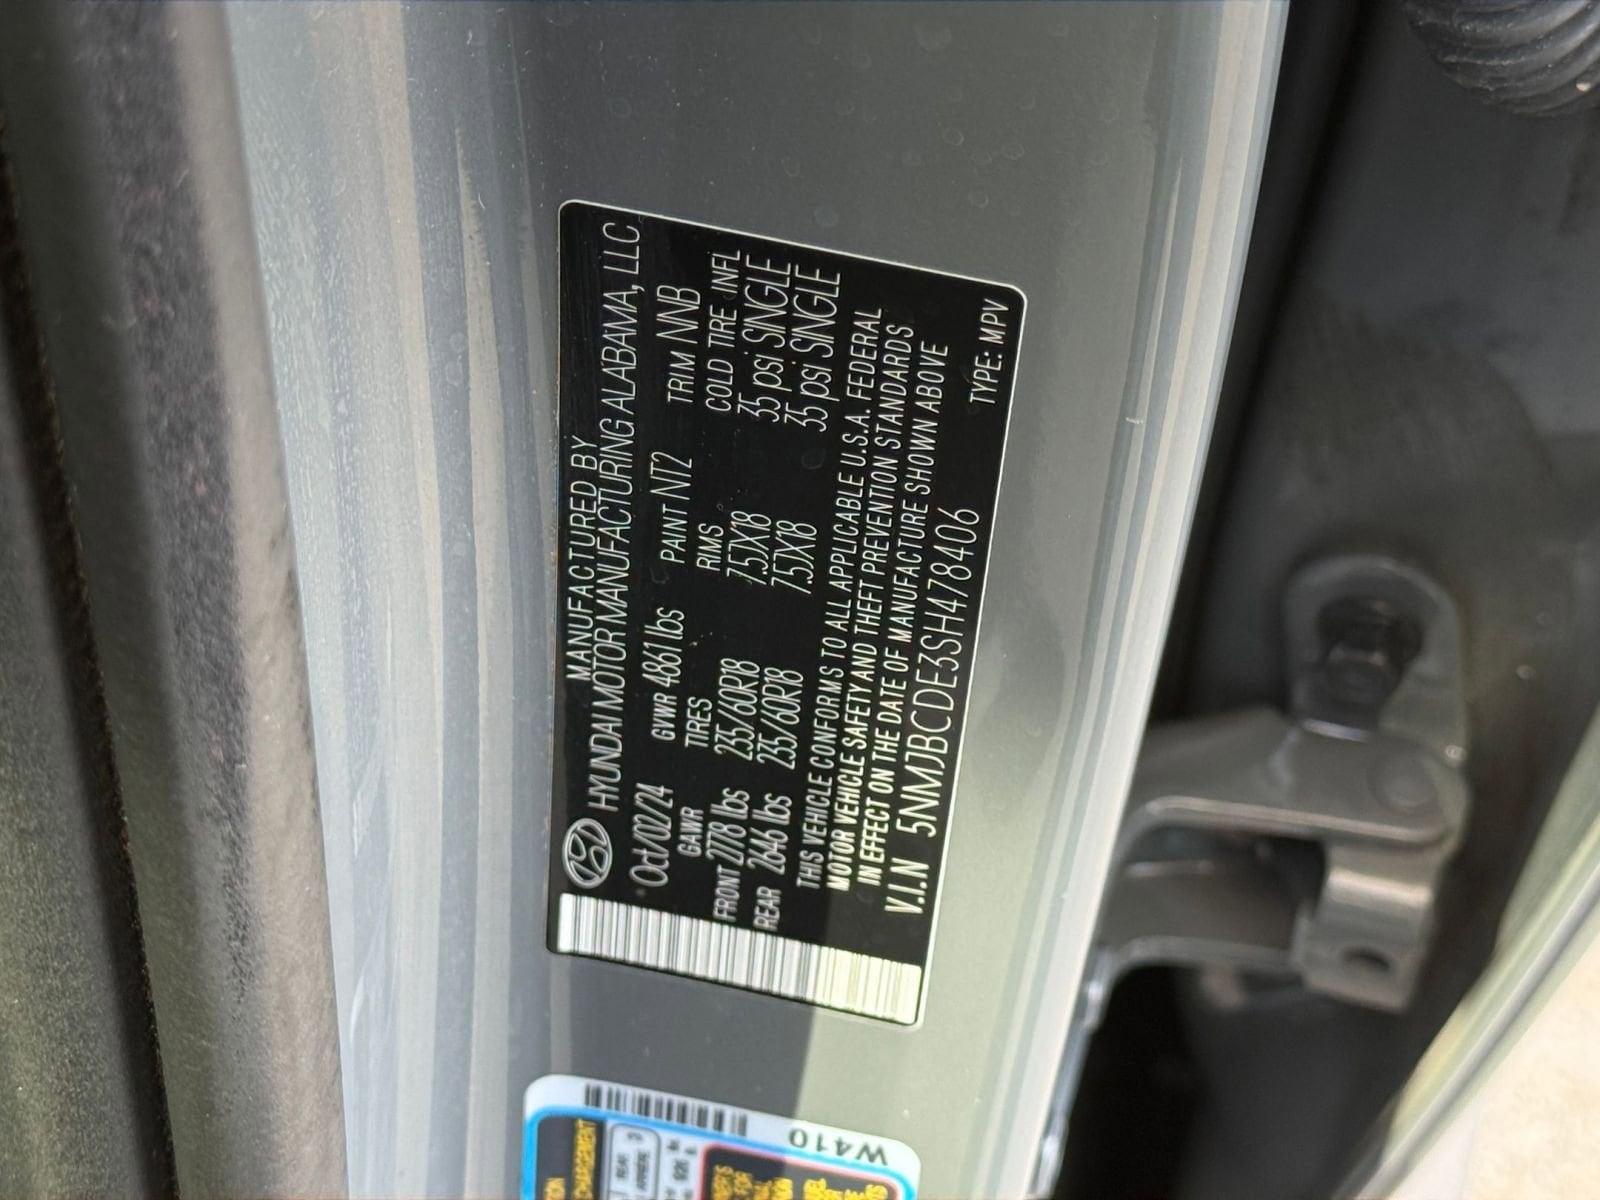 MANUFACTURED BY
HYUNDAI MOTOR MANUFACTURING ALABAMA, LLC
Oct/02/24 GVWR 4861 lbs PAINT NT2 TRIM NNB
GAWR TIRES RIMS COLD TIRE INFL
FRONT 2778 lbs 235/60R18 7.5JX18 35 psi SINGLE
REAR 2646 lbs 235/60R18 7.5JX18 35 psi SINGLE
THIS VEHICLE CONFORMS TO ALL APPLICABLE U.S.A. FEDERAL
MOTOR VEHICLE SAFETY AND THEFT PREVENTION STANDARDS
IN EFFECT ON THE DATE OF MANUFACTURE SHOWN ABOVE
V.I.N 5NMJBCDE3SH478406 TYPE: MPV
W410